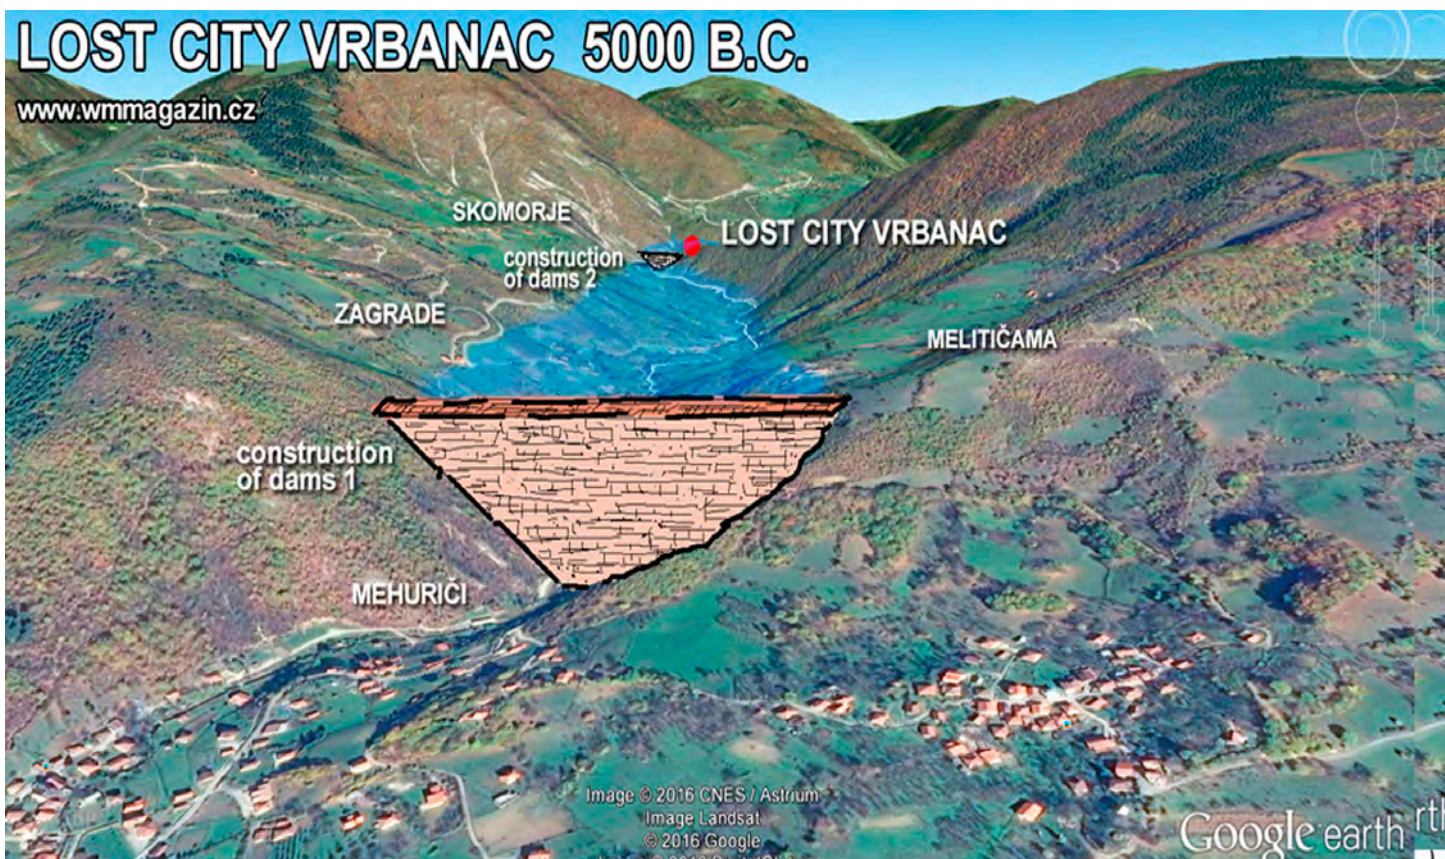 LOST CITY VRBANAC 5000 B.C.
www.wmmagazin.cz
SKOMORJE
LOST CITY VRBANAC
construction
of dams 2
ZAGRADE
MELITIČAMA
construction
of dams 1
MEHURIČI
Image © 2016 CNES / Astrium
Image Landsat
© 2016 Google
Google earth